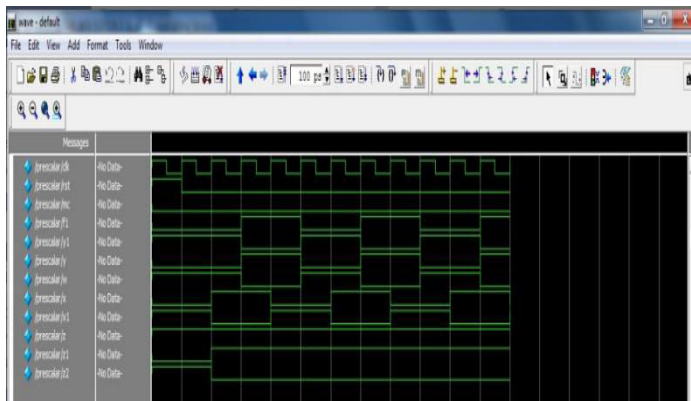 wave - default
File Edit View Add Format Tools Window
100 ps
Messages
/prescalar/clk -No Data-
/prescalar/rst -No Data-
/prescalar/mc -No Data-
/prescalar/f1 -No Data-
/prescalar/y1 -No Data-
/prescalar/y -No Data-
/prescalar/w -No Data-
/prescalar/x -No Data-
/prescalar/x1 -No Data-
/prescalar/z -No Data-
/prescalar/z1 -No Data-
/prescalar/z2 -No Data-